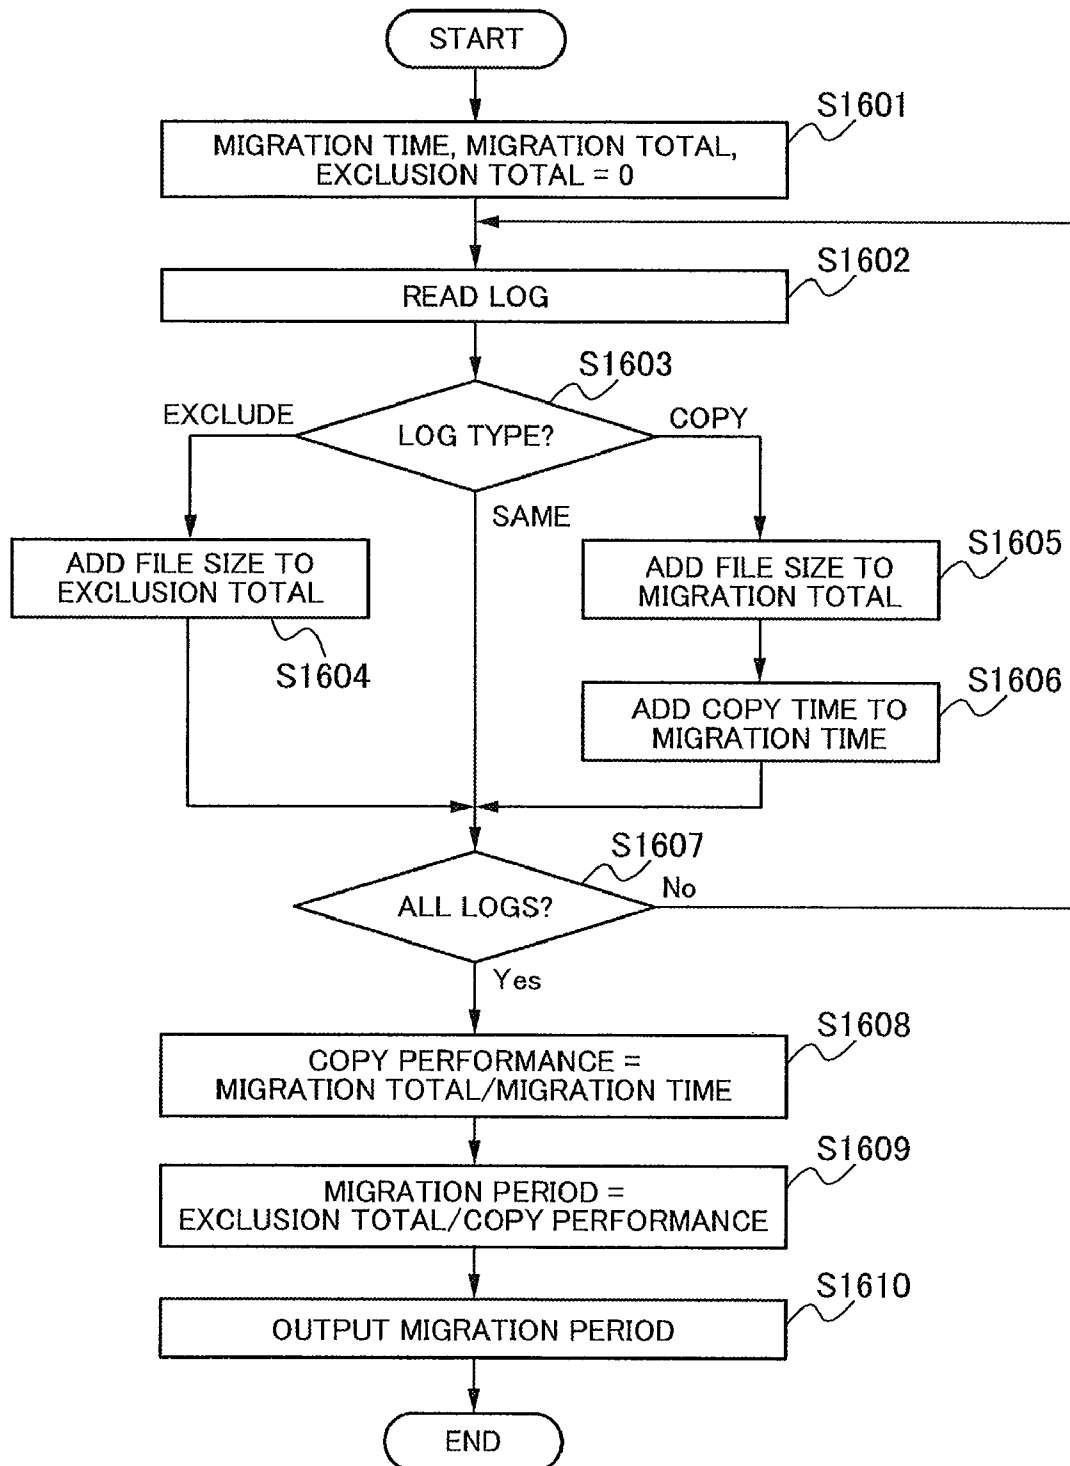 START
S1601
MIGRATION TIME, MIGRATION TOTAL,
EXCLUSION TOTAL = 0
S1602
READ LOG
S1603
EXCLUDE
LOG TYPE?
COPY
SAME
S1605
ADD FILE SIZE TO
EXCLUSION TOTAL
ADD FILE SIZE TO
MIGRATION TOTAL
S1604
S1606
ADD COPY TIME TO
MIGRATION TIME
S1607
ALL LOGS?
No
Yes
S1608
COPY PERFORMANCE =
MIGRATION TOTAL/MIGRATION TIME
S1609
MIGRATION PERIOD =
EXCLUSION TOTAL/COPY PERFORMANCE
S1610
OUTPUT MIGRATION PERIOD
END